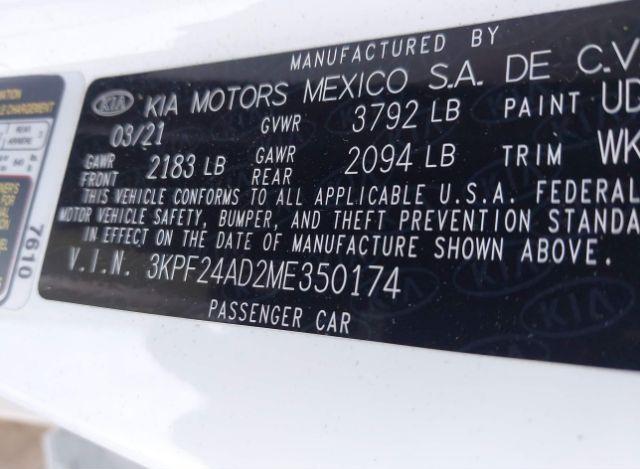 MANUFACTURED BY
KIA KIA MOTORS MEXICO S.A. DE C.V
03/21 GVWR 3792 LB PAINT UD
GAWR FRONT 2183 LB GAWR REAR 2094 LB TRIM WK
THIS VEHICLE CONFORMS TO ALL APPLICABLE U.S.A. FEDERAL
MOTOR VEHICLE SAFETY, BUMPER, AND THEFT PREVENTION STANDA
IN EFFECT ON THE DATE OF MANUFACTURE SHOWN ABOVE.
V.I.N. 3KPF24AD2ME350174
PASSENGER CAR
7610
REAR